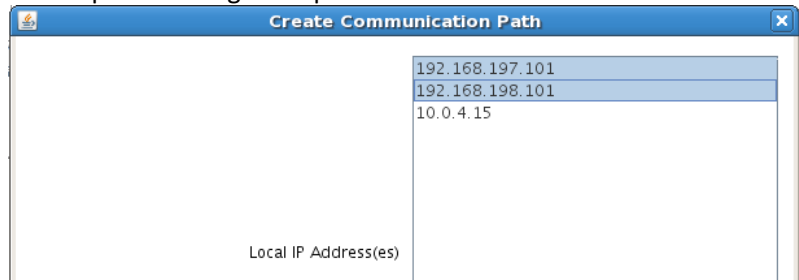 Create Communication Path
192.168.197.101
192.168.198.101
10.0.4.15
Local IP Address(es)